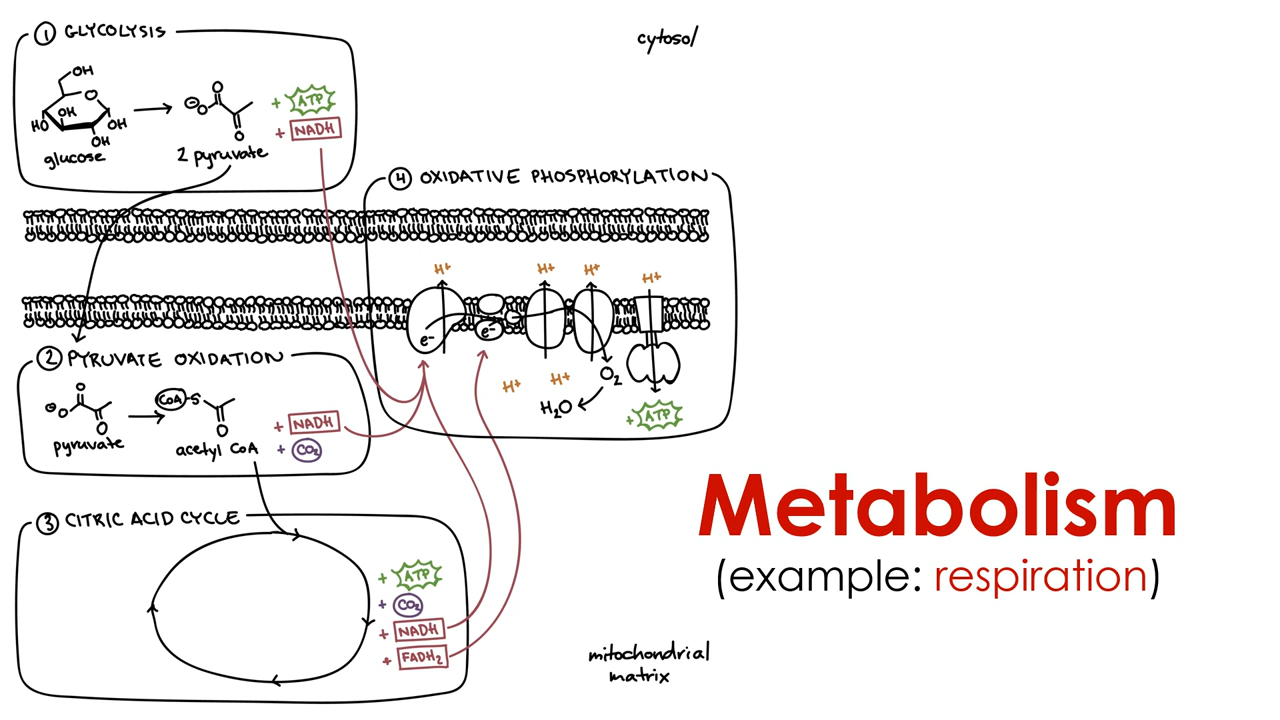 ① GLYCOLYSIS
OH
O
OH
HO
OH
OH
glucose
⊖
O
O
O
2 pyruvate
+ ATP
+ NADH
cytosol
④ OXIDATIVE PHOSPHORYLATION
H+ H+ H+ H+
e- e-
H+ H+
O2
H2O
+ ATP
② PYRUVATE OXIDATION
⊖
O
O
O
pyruvate
CoA-S
O
acetyl CoA
+ NADH
+ CO2
③ CITRIC ACID CYCLE
+ ATP
+ CO2
+ NADH
+ FADH2
mitochondrial
matrix
Metabolism
(example: respiration)